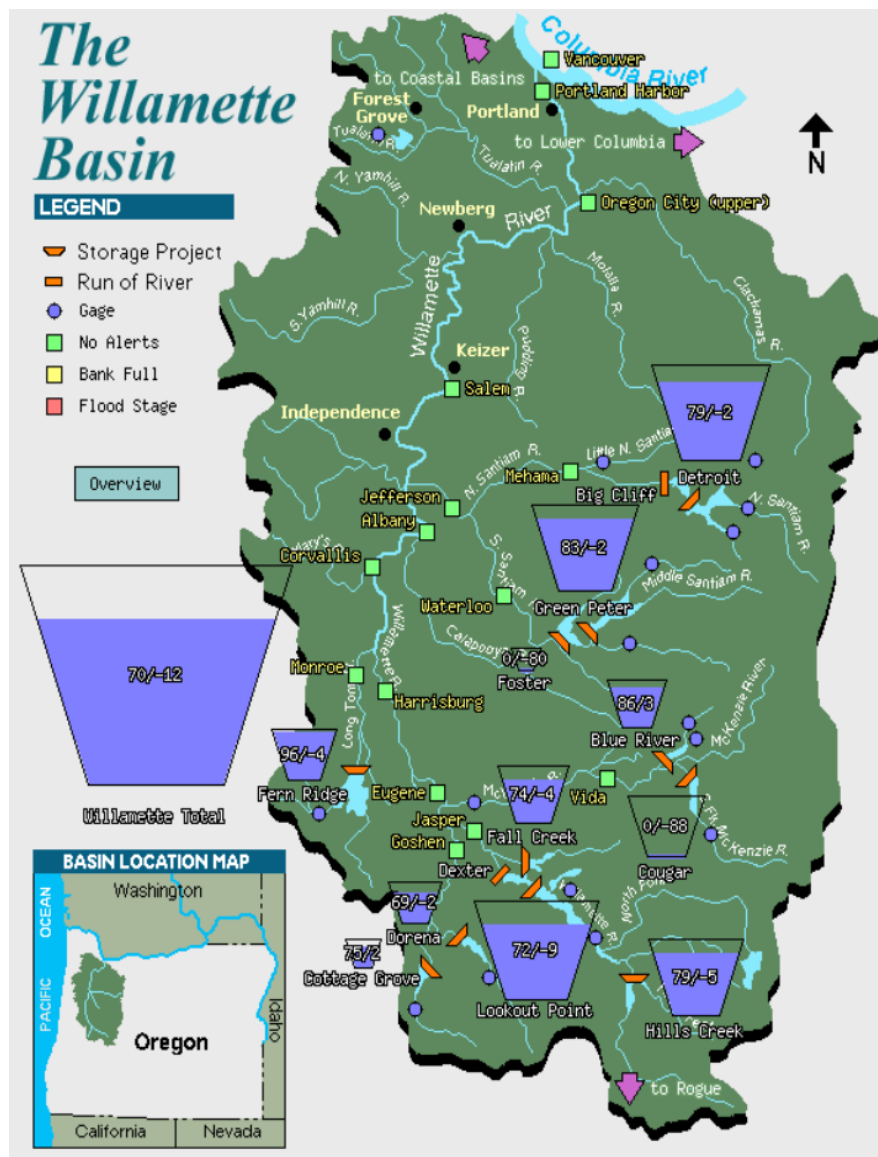 The
Willamette
Basin
LEGEND
Storage Project
Run of River
Gage
No Alerts
Bank Full
Flood Stage
Overview
Columbia River
Vancouver
to Coastal Basins
Portland Harbor
Forest
Grove
Portland
to Lower Columbia
N
Tualatin R.
Tualatin R.
N. Yamhill R.
Oregon City (upper)
Newberg
River
Willamette
Molalla R.
Clackamas R.
S. Yamhill R.
Pudding R.
Keizer
Salem
79/-2
Independence
N. Santiam R.
Little N. Santiam
Mehama
Detroit
Big Cliff
Jefferson
N. Santiam R.
Albany
83/-2
Mary's
Corvallis
S. Santiam
Middle Santiam R.
Waterloo
Green Peter
Willamette R.
Calapooya
70/-12
0/-80
Monroe
Foster
Harrisburg
86/3
McKenzie River
Long Tom
Blue River
96/-4
Fern Ridge
Eugene
74/-4
Vida
Willamette Total
Jasper
Fall Creek
0/-88
Goshen
Fk McKenzie R.
Dexter
Cougar
North Fork
69/-2
Dorena
75/2
72/-9
79/-5
Cottage Grove
Lookout Point
Hills Creek
to Rogue
BASIN LOCATION MAP
Washington
PACIFIC OCEAN
Oregon
Idaho
California
Nevada